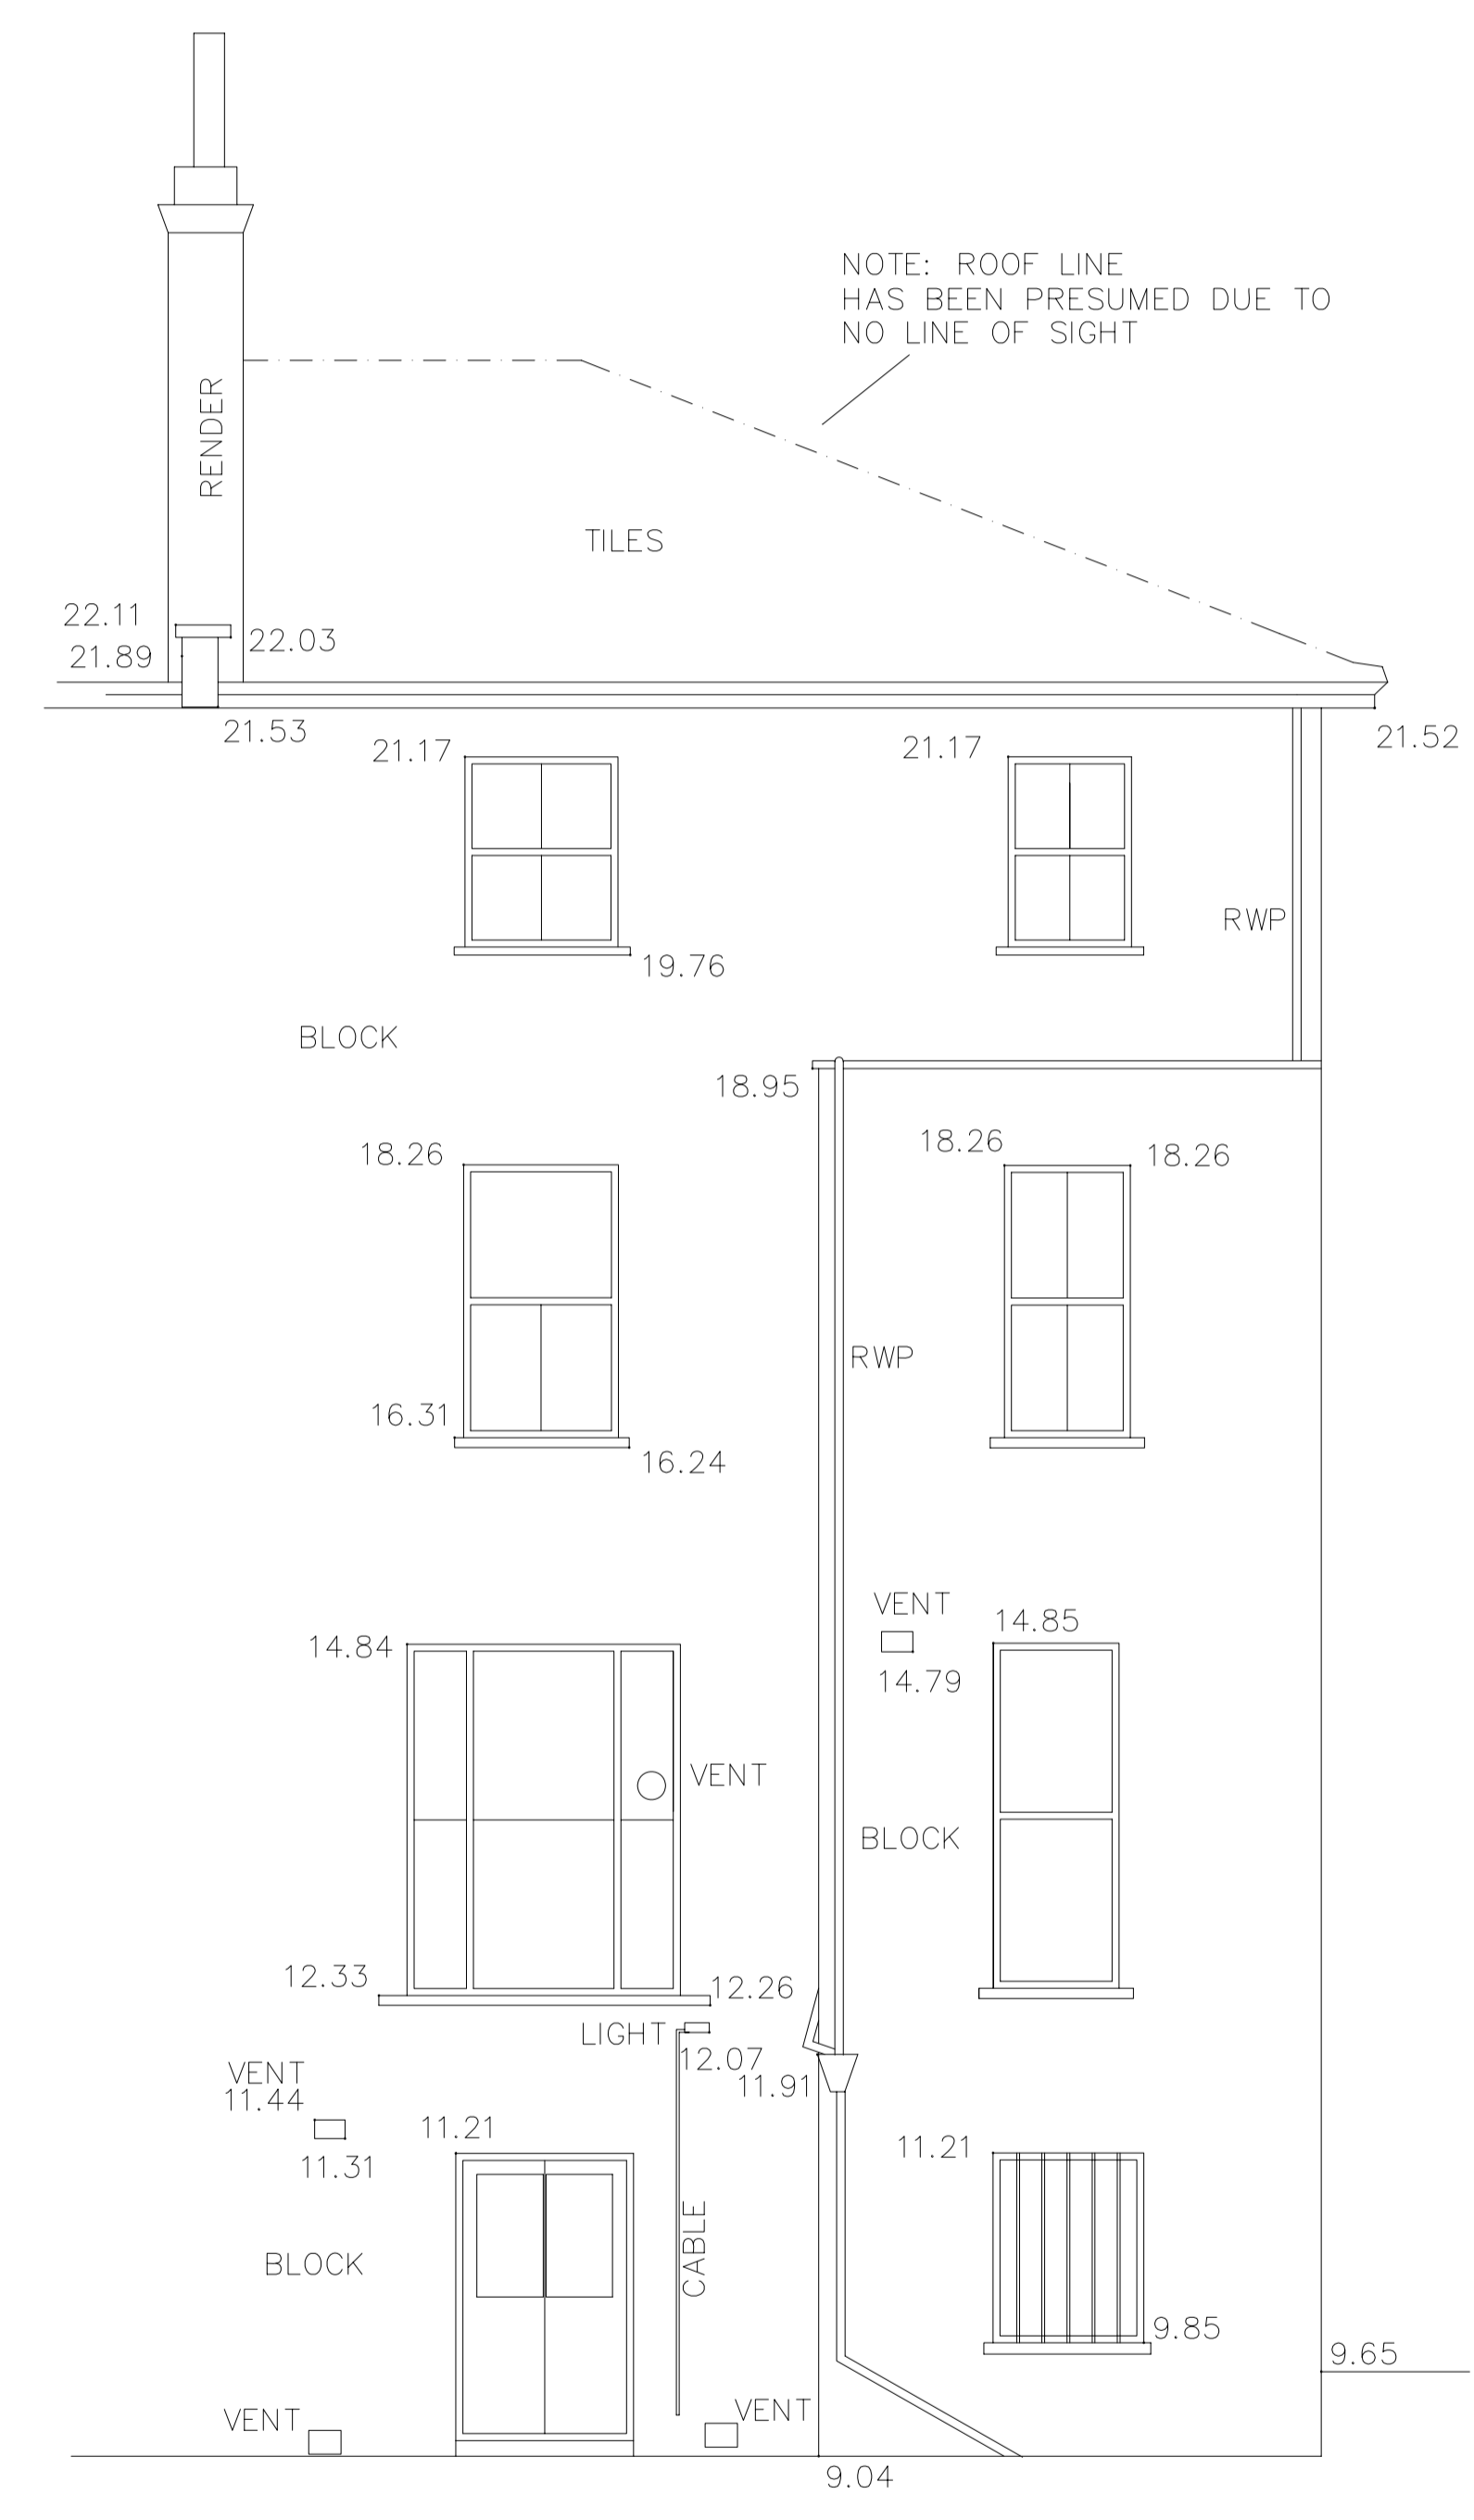 NOTE: ROOF LINE
HAS BEEN PRESUMED DUE TO
NO LINE OF SIGHT
RENDER
TILES
22.11
22.03
21.89
21.53
21.52
21.17
21.17
RWP
19.76
BLOCK
18.95
18.26
18.26
18.26
RWP
16.31
16.24
VENT
14.85
14.84
14.79
VENT
BLOCK
12.33
12.26
LIGHT
12.07
VENT
11.44
11.91
11.21
11.21
11.31
CABLE
BLOCK
9.85
9.65
VENT
VENT
9.04